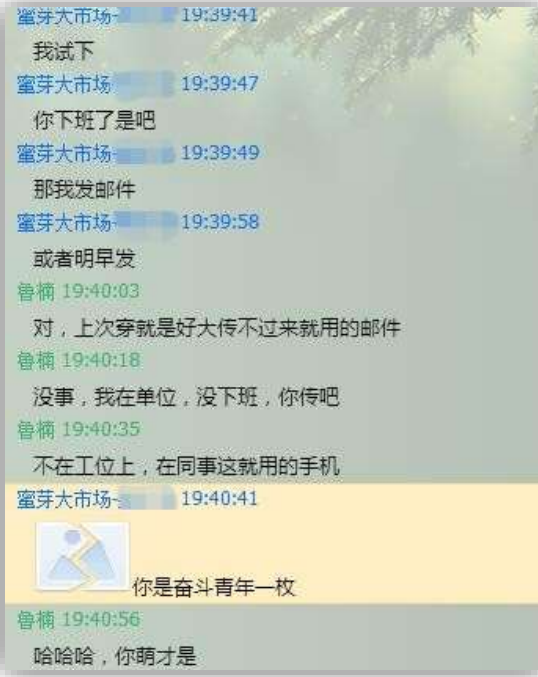 蜜芽大市场- 19:39:41
我试下
蜜芽大市场 19:39:47
你下班了是吧
蜜芽大市场- 19:39:49
那我发邮件
蜜芽大市场- 19:39:58
或者明早发
鲁楠 19:40:03
对，上次穿就是好大传不过来就用的邮件
鲁楠 19:40:18
没事，我在单位，没下班，你传吧
鲁楠 19:40:35
不在工位上，在同事这就用的手机
蜜芽大市场- 19:40:41
你是奋斗青年一枚
鲁楠 19:40:56
哈哈哈，你萌才是